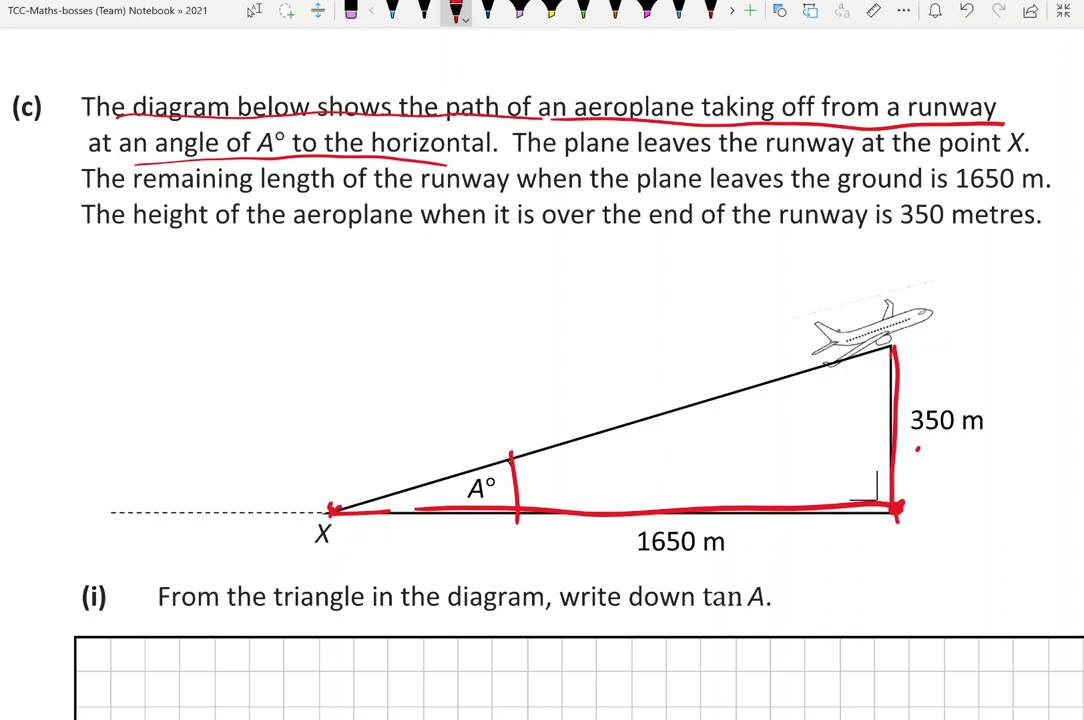 TCC-Maths-bosses (Team) Notebook » 2021
(c) The diagram below shows the path of an aeroplane taking off from a runway
at an angle of A° to the horizontal. The plane leaves the runway at the point X.
The remaining length of the runway when the plane leaves the ground is 1650 m.
The height of the aeroplane when it is over the end of the runway is 350 metres.
350 m
A°
X
1650 m
(i) From the triangle in the diagram, write down tan A.